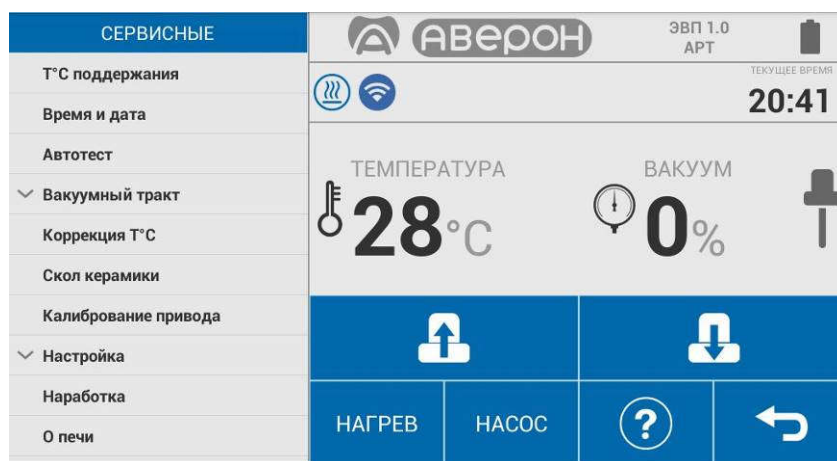 СЕРВИСНЫЕ
T°C поддержания
Время и дата
Автотест
Вакуумный тракт
Коррекция T°C
Скол керамики
Калибрование привода
Настройка
Наработка
О печи
АВЕРОН
ЭВП 1.0
АРТ
ТЕКУЩЕЕ ВРЕМЯ
20:41
ТЕМПЕРАТУРА
28°C
ВАКУУМ
0%
НАГРЕВ
НАСОС
?